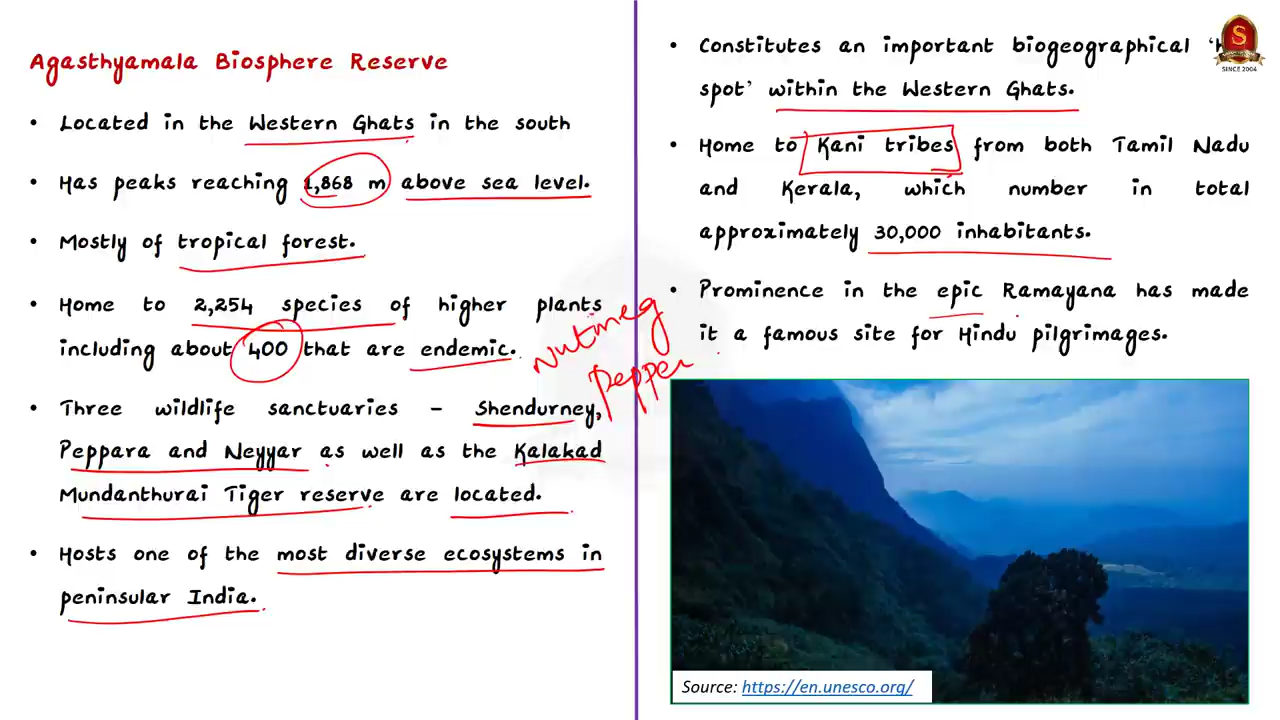 Agasthyamala Biosphere Reserve
• Located in the Western Ghats in the south
• Has peaks reaching 1,868 m above sea level.
• Mostly of tropical forest.
• Home to 2,254 species of higher plants
including about 400 that are endemic.
Nutmeg
Pepper
• Three wildlife sanctuaries – Shendurney,
Peppara and Neyyar as well as the Kalakad
Mundanthurai Tiger reserve are located.
• Hosts one of the most diverse ecosystems in
peninsular India.
• Constitutes an important biogeographical
spot’ within the Western Ghats.
• Home to Kani tribes from both Tamil Nadu
and Kerala, which number in total
approximately 30,000 inhabitants.
• Prominence in the epic Ramayana has made
it a famous site for Hindu pilgrimages.
Source: https://en.unesco.org/
S
SINCE 2004